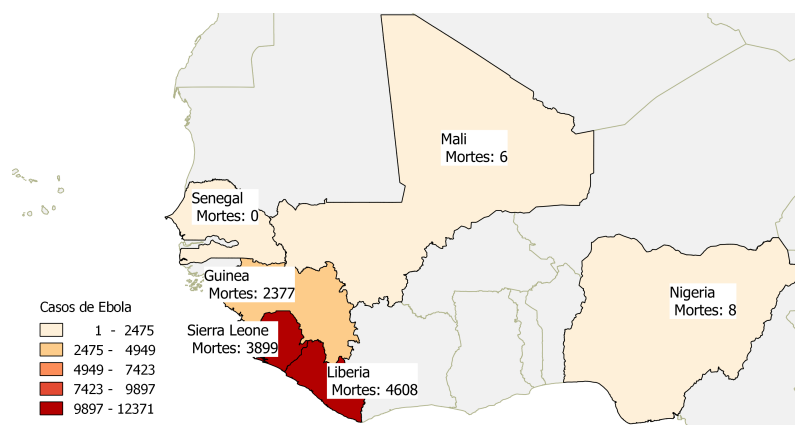 Mali
Mortes: 6
Senegal
Mortes: 0
Guinea
Mortes: 2377
Nigeria
Mortes: 8
Casos de Ebola
1 - 2475
2475 - 4949
4949 - 7423
7423 - 9897
9897 - 12371
Sierra Leone
Mortes: 3899
Liberia
Mortes: 4608